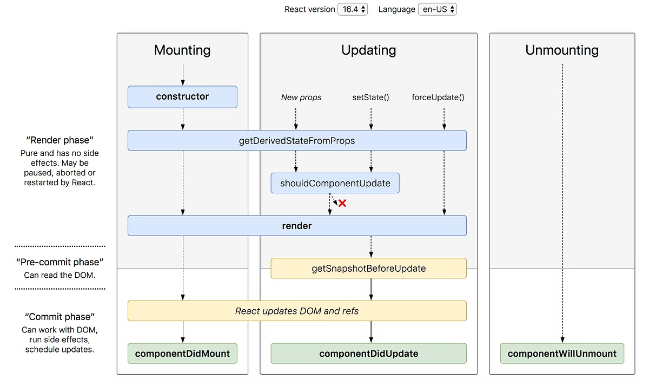 React version 16.4 Language en-US
Mounting
Updating
Unmounting
constructor
New props
setState()
forceUpdate()
"Render phase"
Pure and has no side
effects. May be
paused, aborted or
restarted by React.
getDerivedStateFromProps
shouldComponentUpdate
render
"Pre-commit phase"
Can read the DOM.
getSnapshotBeforeUpdate
"Commit phase"
Can work with DOM,
run side effects,
schedule updates.
React updates DOM and refs
componentDidMount
componentDidUpdate
componentWillUnmount